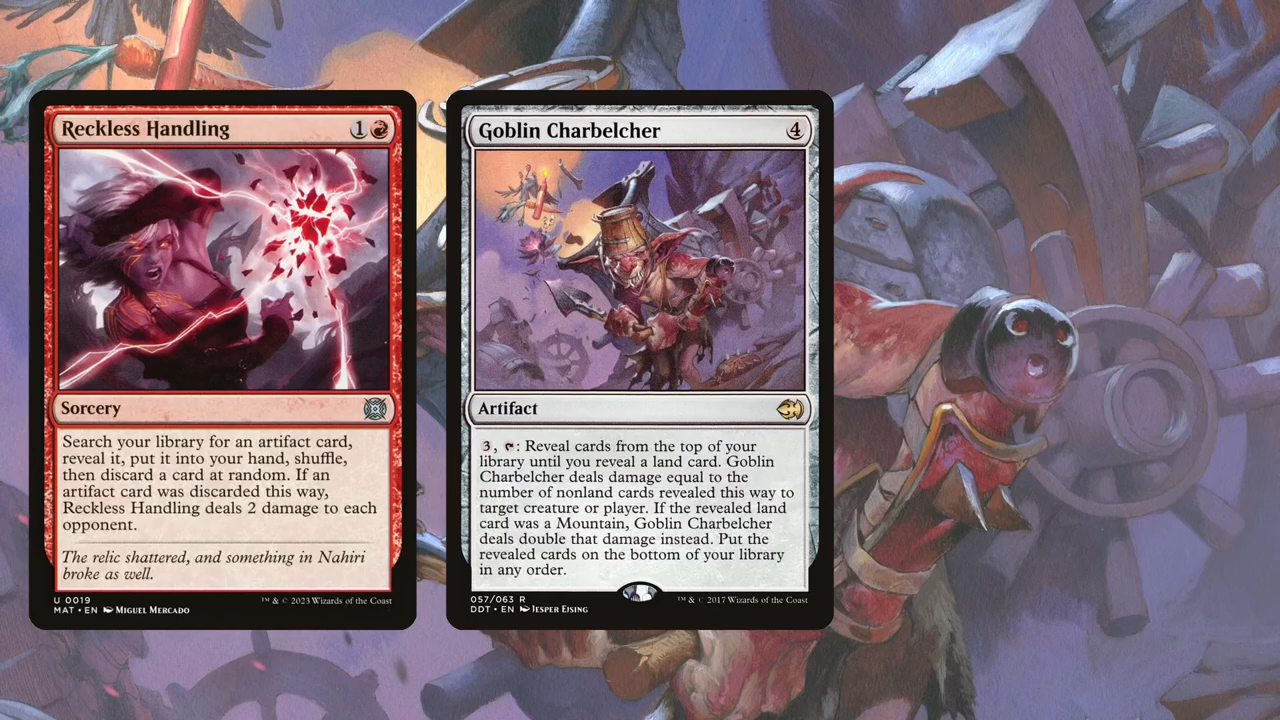 Reckless Handling 1
Sorcery
Search your library for an artifact card,
reveal it, put it into your hand, shuffle,
then discard a card at random. If an
artifact card was discarded this way,
Reckless Handling deals 2 damage to each
opponent.
The relic shattered, and something in Nahiri
broke as well.
U 0019
MAT • EN Miguel Mercado
™ & © 2023 Wizards of the Coast
Goblin Charbelcher 4
Artifact
3, : Reveal cards from the top of your
library until you reveal a land card. Goblin
Charbelcher deals damage equal to the
number of nonland cards revealed this way to
target creature or player. If the revealed land
card was a Mountain, Goblin Charbelcher
deals double that damage instead. Put the
revealed cards on the bottom of your library
in any order.
057/063 R
DDT • EN Jesper Ejsing
™ & © 2017 Wizards of the Coast